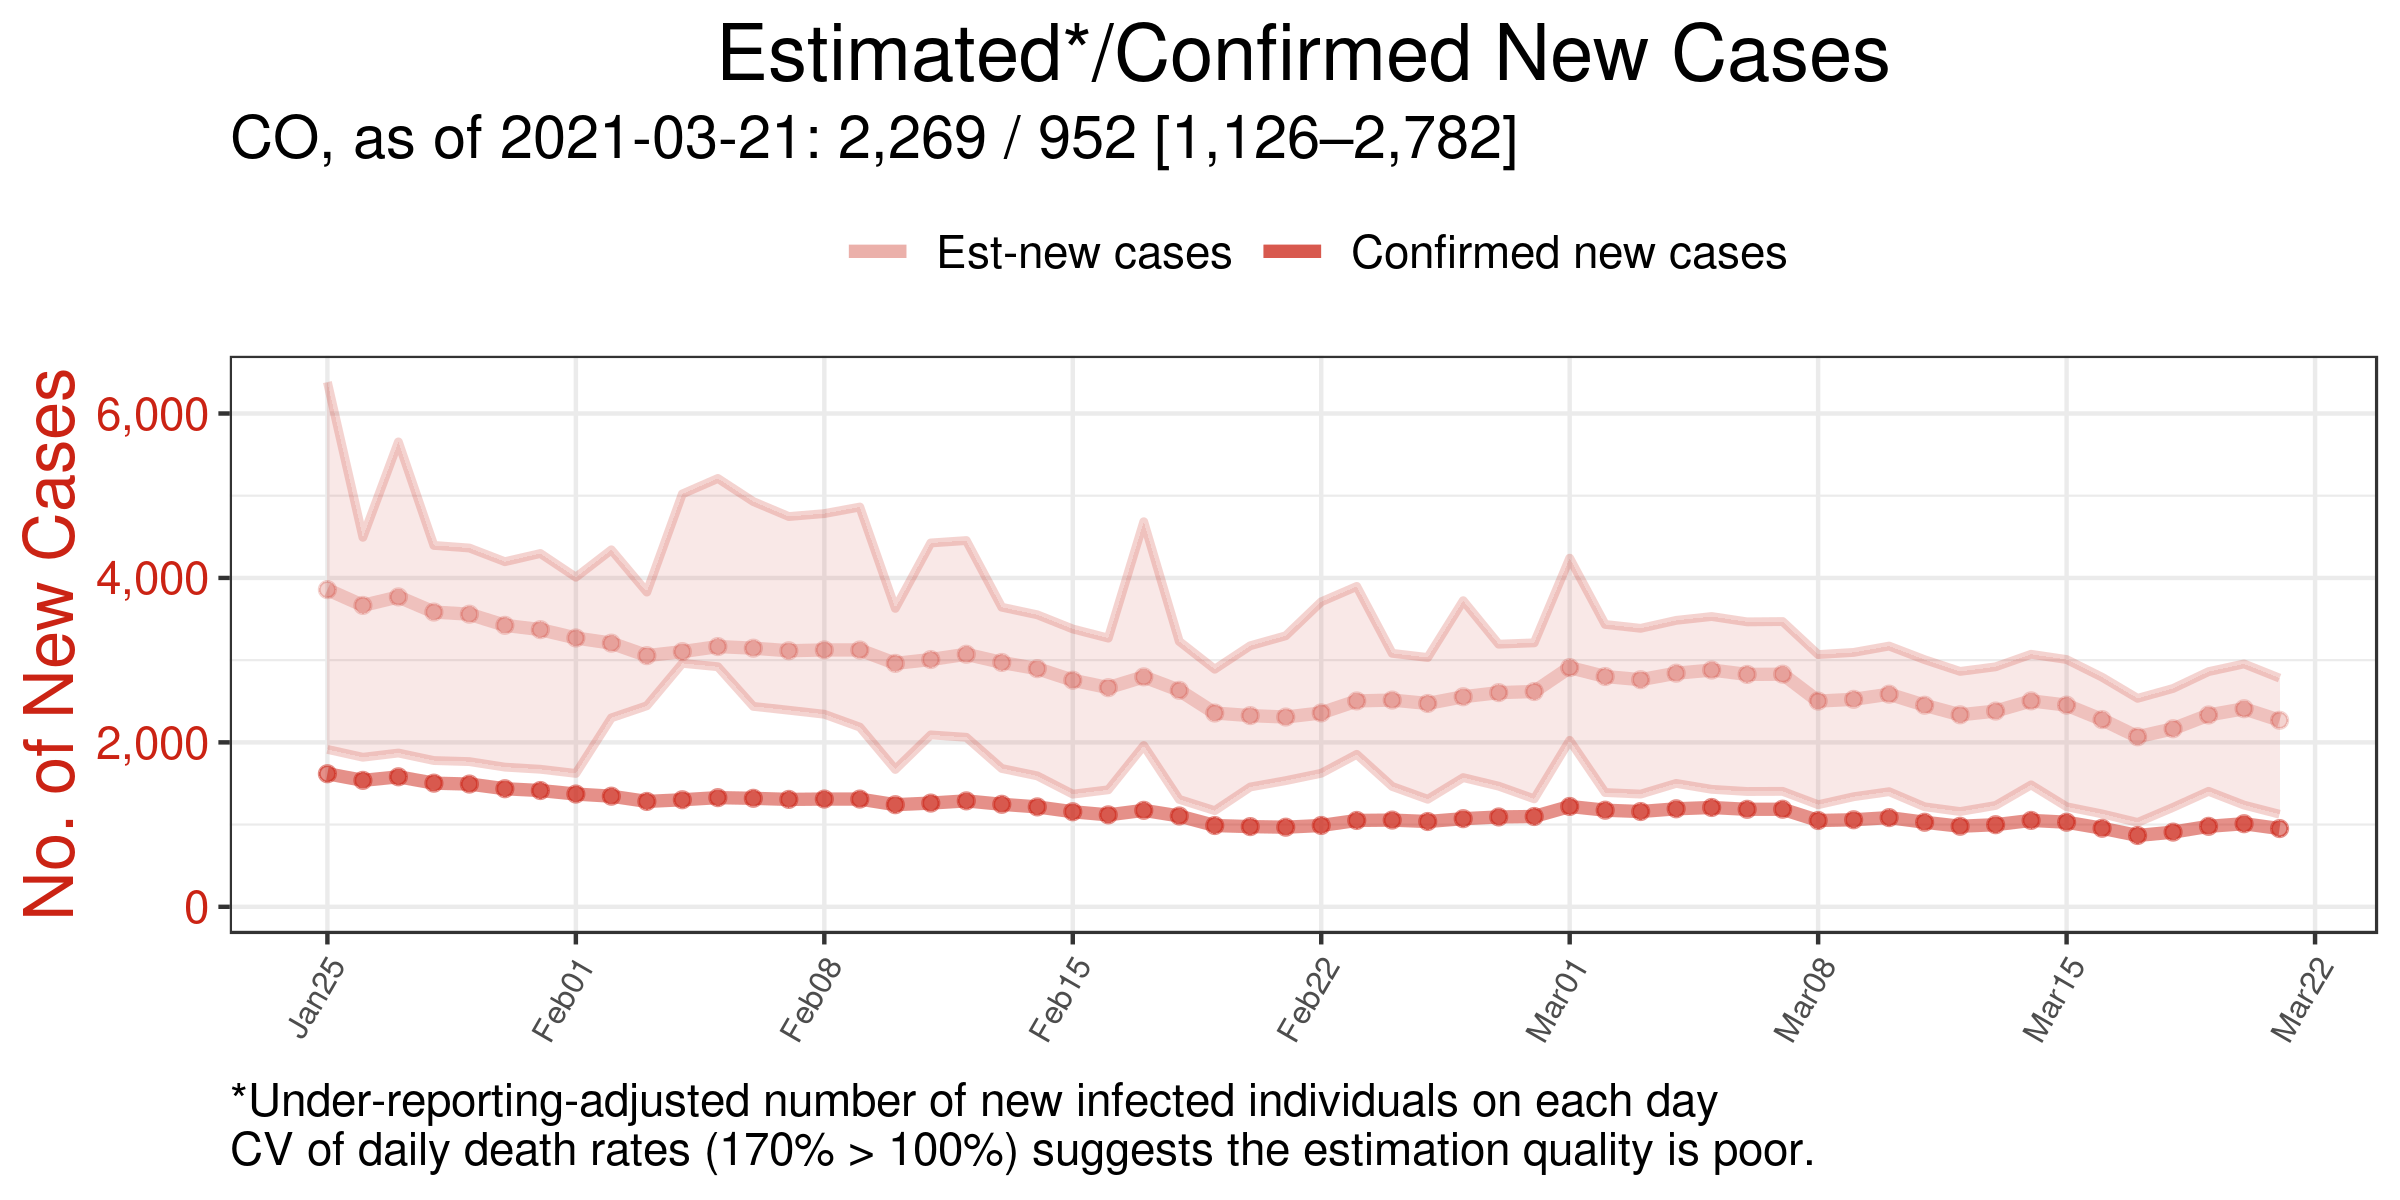 Estimated*/Confirmed New Cases
CO, as of 2021-03-21: 2,269 / 952 [1,126–2,782]
Est-new cases
Confirmed new cases
No. of New Cases
6,000
4,000
2,000
0
Jan25
Feb01
Feb08
Feb15
Feb22
Mar01
Mar08
Mar15
Mar22
*Under-reporting-adjusted number of new infected individuals on each day
CV of daily death rates (170% > 100%) suggests the estimation quality is poor.